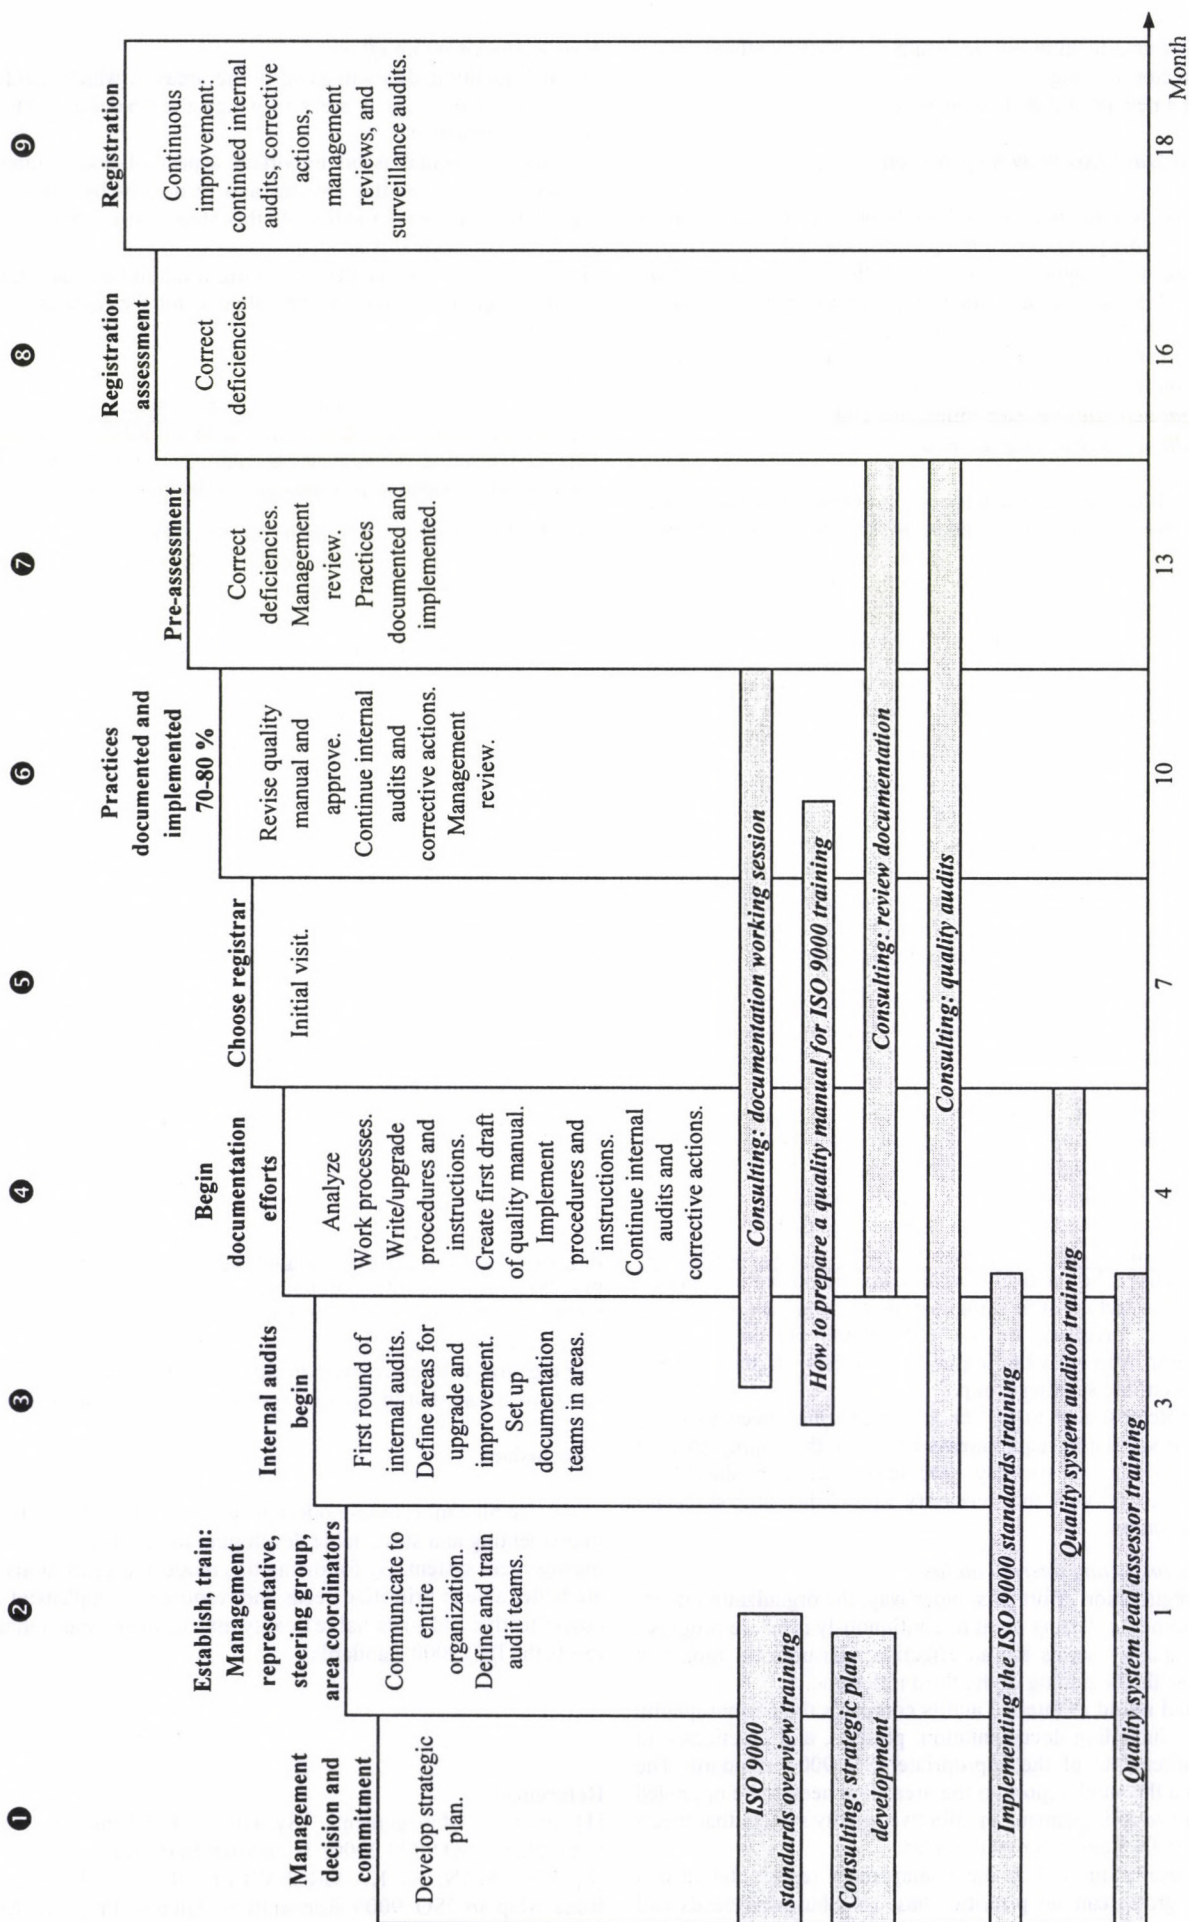 ❶
Management
decision and
commitment
Develop strategic
plan.
❷
Establish, train:
Management
representative,
steering group,
area coordinators
Communicate to
entire
organization.
Define and train
audit teams.
❸
Internal audits
begin
First round of
internal audits.
Define areas for
upgrade and
improvement.
Set up
documentation
teams in areas.
❹
Begin
documentation
efforts
Analyze
Work processes.
Write/upgrade
procedures and
instructions.
Create first draft
of quality manual.
Implement
procedures and
instructions.
Continue internal
audits and
corrective actions.
❺
Choose registrar
Initial visit.
❻
Practices
documented and
implemented
70-80 %
Revise quality
manual and
approve.
Continue internal
audits and
corrective actions.
Management
review.
❼
Pre-assessment
Correct
deficiencies.
Management
review.
Practices
documented and
implemented.
❽
Registration
assessment
Correct
deficiencies.
❾
Registration
Continuous
improvement:
continued internal
audits, corrective
actions,
management
reviews, and
surveillance audits.
ISO 9000
standards overview training
Consulting: documentation working session
How to prepare a quality manual for ISO 9000 training
Consulting: strategic plan
development
Consulting: review documentation
Consulting: quality audits
Implementing the ISO 9000 standards training
Quality system auditor training
Quality system lead assessor training
1
3
4
7
10
13
16
18
Month